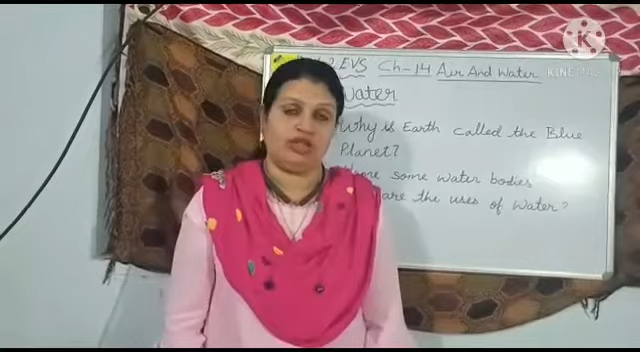 EVS Ch-14 Air And Water
Water
Why is Earth called the Blue
Planet?
some water bodies
are the uses of Water?
KINEMASTER